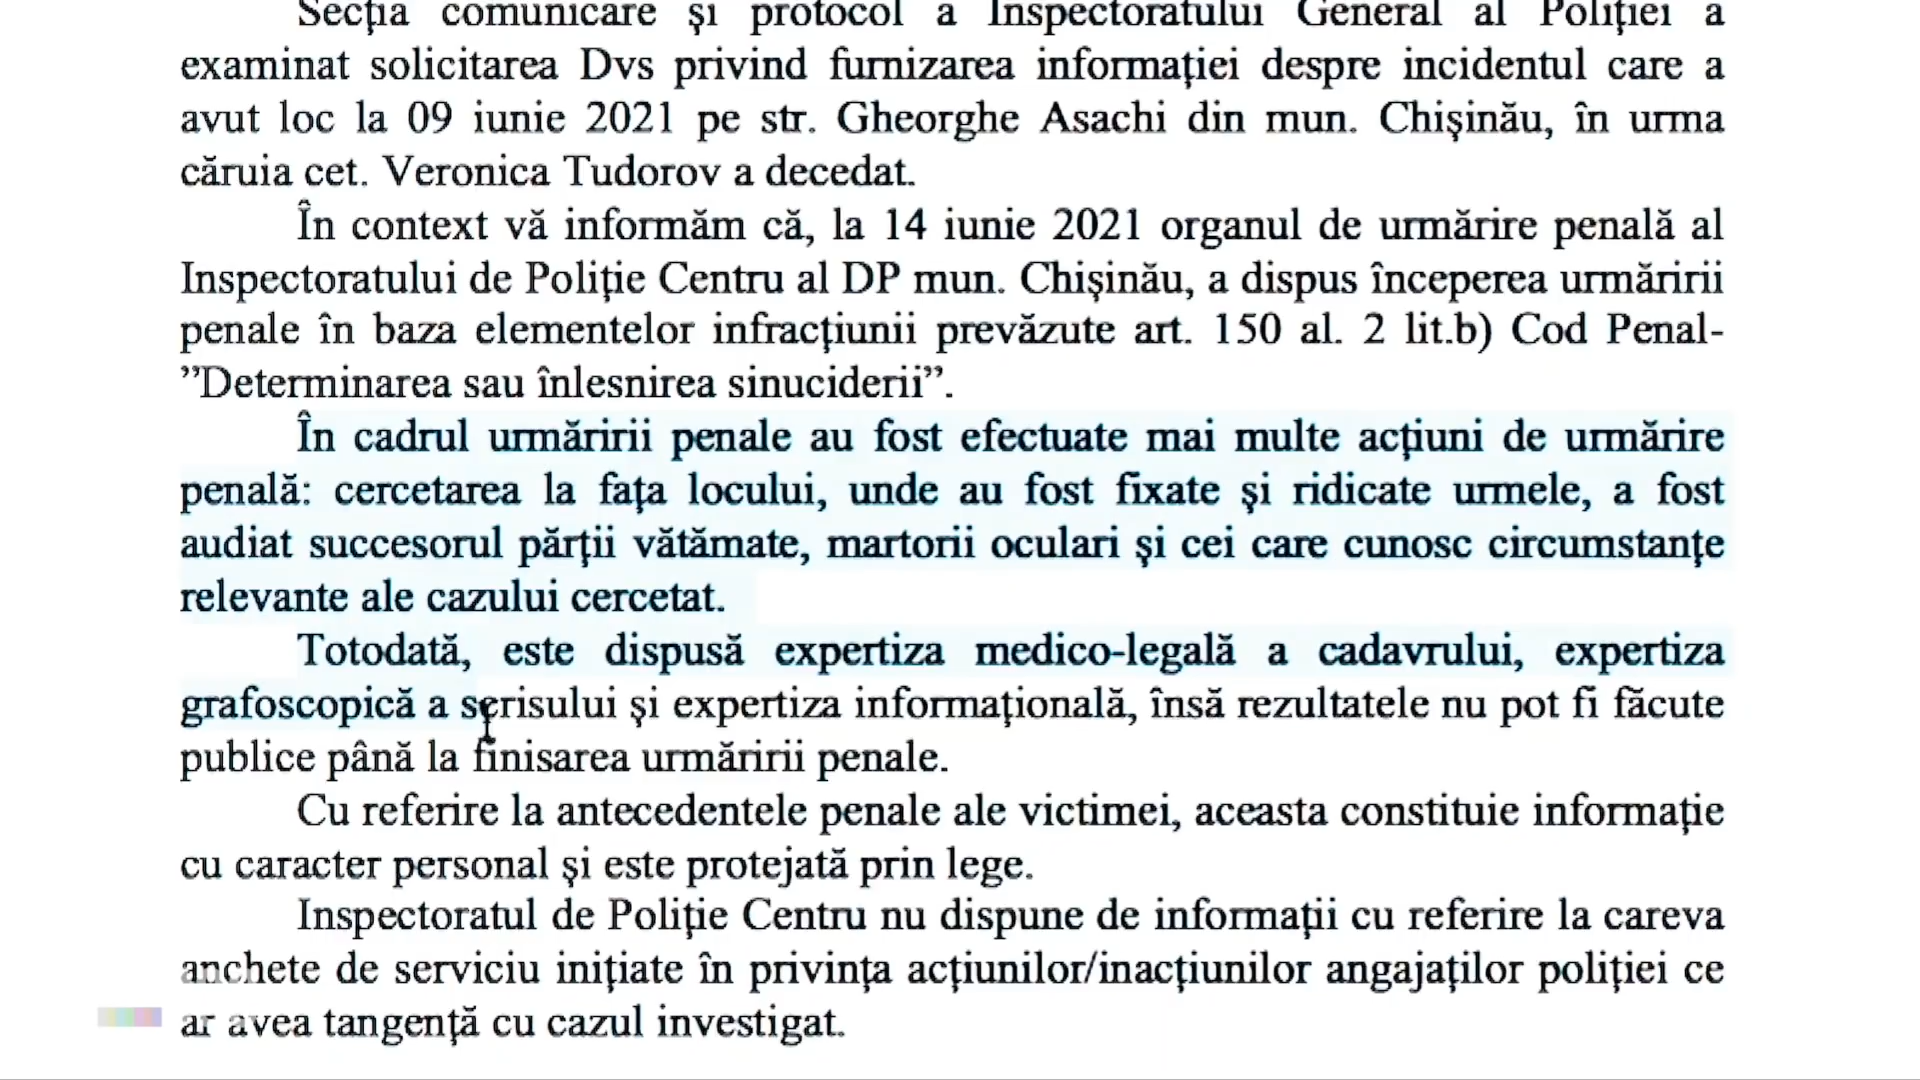 Secția comunicare și protocol a Inspectoratului General al Poliției a
examinat solicitarea Dvs privind furnizarea informației despre incidentul care a
avut loc la 09 iunie 2021 pe str. Gheorghe Asachi din mun. Chișinău, în urma
căruia cet. Veronica Tudorov a decedat.
În context vă informăm că, la 14 iunie 2021 organul de urmărire penală al
Inspectoratului de Poliție Centru al DP mun. Chișinău, a dispus începerea urmăririi
penale în baza elementelor infracțiunii prevăzute art. 150 al. 2 lit.b) Cod Penal-
”Determinarea sau înlesnirea sinuciderii”.
În cadrul urmăririi penale au fost efectuate mai multe acțiuni de urmărire
penală: cercetarea la fața locului, unde au fost fixate și ridicate urmele, a fost
audiat succesorul părții vătămate, martorii oculari și cei care cunosc circumstanțe
relevante ale cazului cercetat.
Totodată, este dispusă expertiza medico-legală a cadavrului, expertiza
grafoscopică a scrisului și expertiza informațională, însă rezultatele nu pot fi făcute
publice până la finisarea urmăririi penale.
Cu referire la antecedentele penale ale victimei, aceasta constituie informație
cu caracter personal și este protejată prin lege.
Inspectoratul de Poliție Centru nu dispune de informații cu referire la careva
anchete de serviciu inițiate în privința acțiunilor/inacțiunilor angajaților poliției ce
ar avea tangență cu cazul investigat.